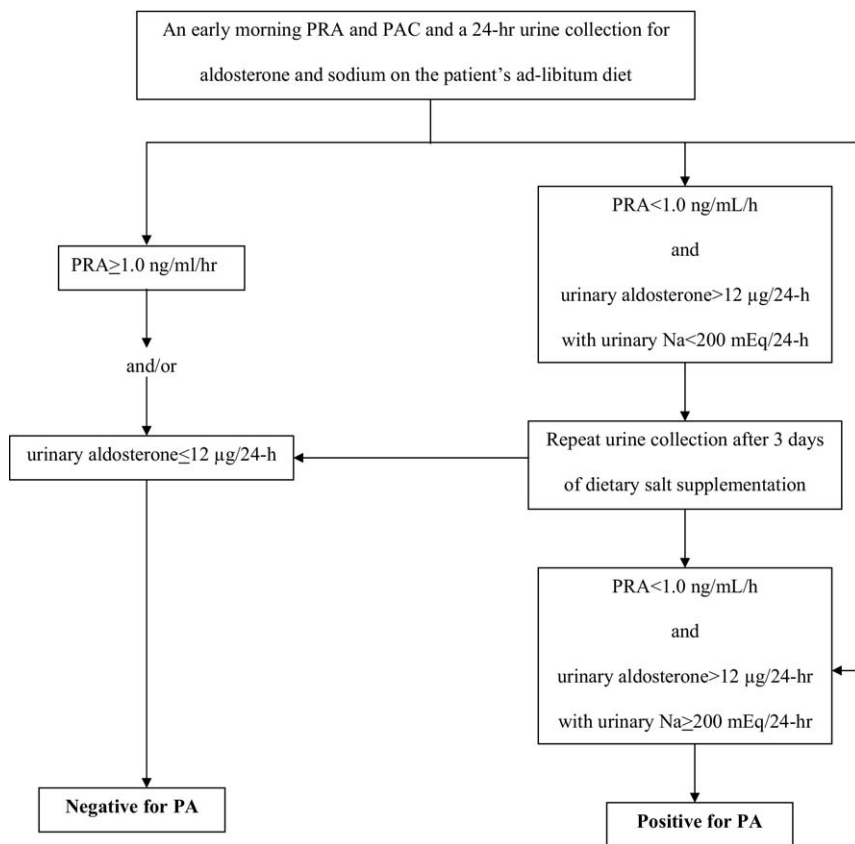 An early morning PRA and PAC and a 24-hr urine collection for
aldosterone and sodium on the patient’s ad-libitum diet
PRA≥1.0 ng/ml/hr
and/or
urinary aldosterone≤12 µg/24-h
Negative for PA
PRA<1.0 ng/mL/h
and
urinary aldosterone>12 µg/24-h
with urinary Na<200 mEq/24-h
Repeat urine collection after 3 days
of dietary salt supplementation
PRA<1.0 ng/mL/h
and
urinary aldosterone>12 µg/24-hr
with urinary Na≥200 mEq/24-hr
Positive for PA